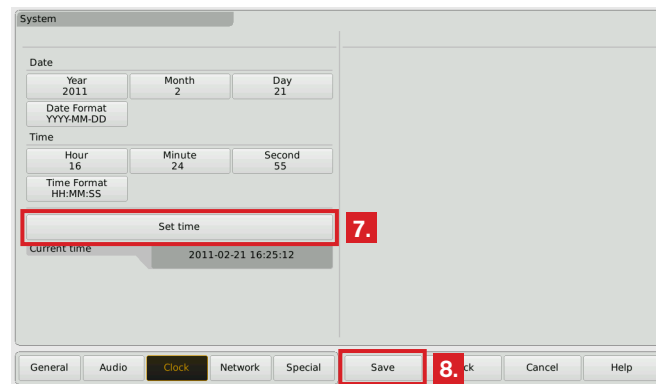 System
Date
Year Month Day
2011 2 21
Date Format
YYYY-MM-DD
Time
Hour Minute Second
16 24 55
Time Format
HH:MM:SS
Set time 7.
Current time 2011-02-21 16:25:12
General Audio Clock Network Special Save 8. ck Cancel Help